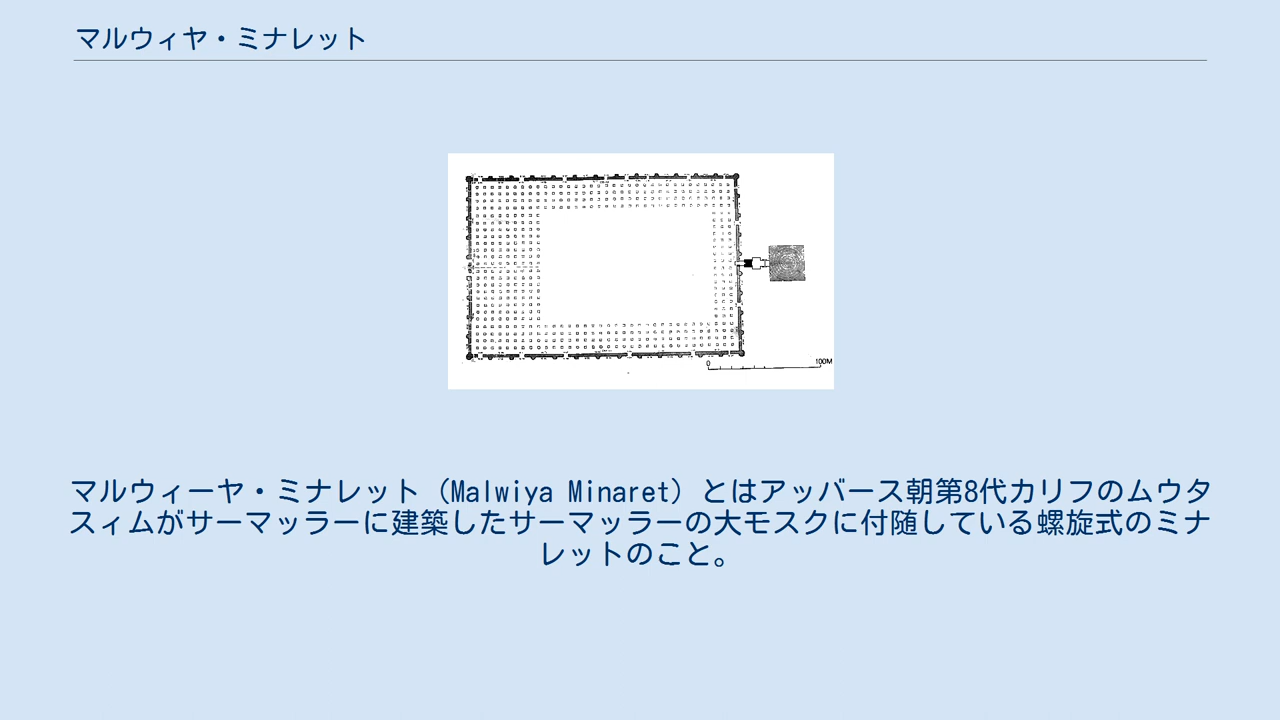 マルウィヤ・ミナレット
0
100M
マルウィーヤ・ミナレット（Malwiya Minaret）とはアッバース朝第8代カリフのムウタ
スィムがサーマッラーに建築したサーマッラーの大モスクに付随している螺旋式のミナ
レットのこと。